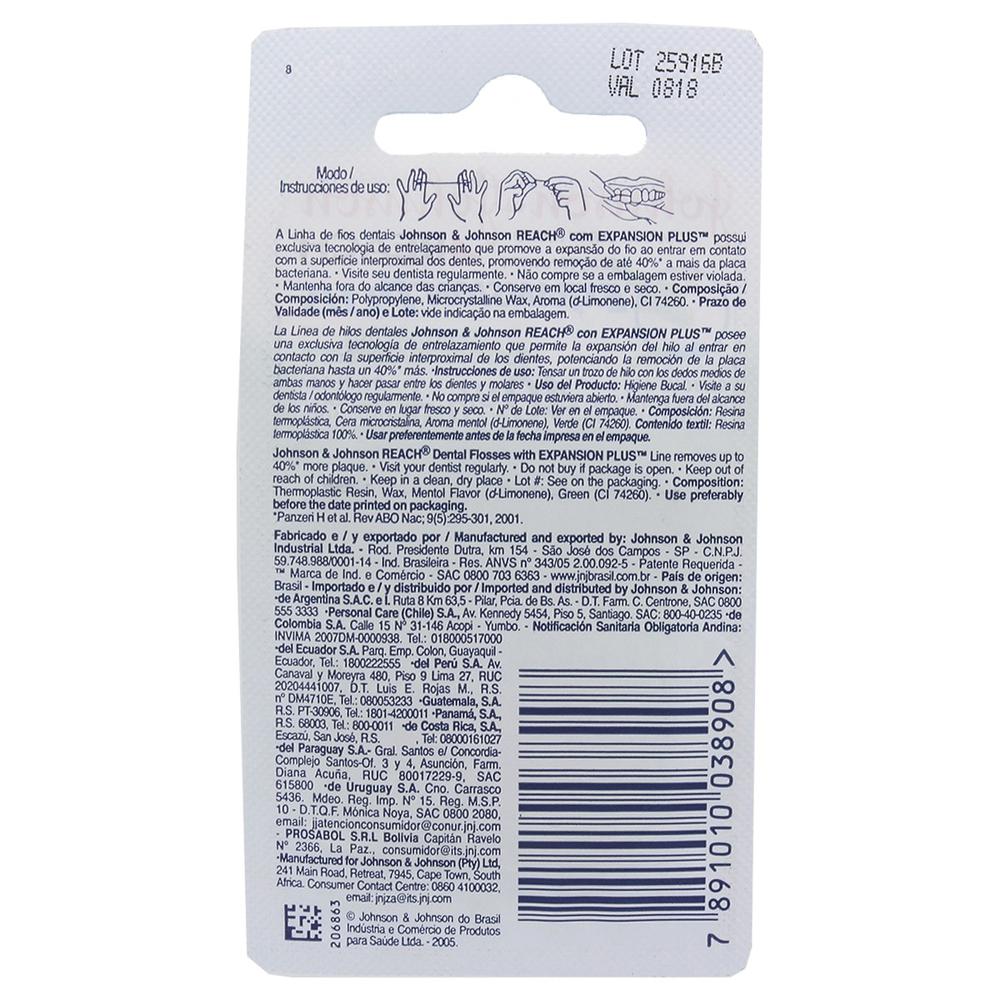 8
LOT 25916B
VAL 0818
Modo /
Instrucciones de uso:
A Linha de fios dentais Johnson & Johnson REACH® com EXPANSION PLUS™ possui
exclusiva tecnologia de entrelaçamento que promove a expansão do fio ao entrar em contato
com a superfície interproximal dos dentes, promovendo remoção de até 40%* a mais da placa
bacteriana. • Visite seu dentista regularmente. • Não compre se a embalagem estiver violada.
• Mantenha fora do alcance das crianças. • Conserve em local fresco e seco. • Composição /
Composición: Polypropylene, Microcrystalline Wax, Aroma (d-Limonene), CI 74260. • Prazo de
Validade (mês / ano) e Lote: vide indicação na embalagem.
La Línea de hilos dentales Johnson & Johnson REACH® con EXPANSION PLUS™ posee
una exclusiva tecnología de entrelazamiento que permite la expansión del hilo al entrar en
contacto con la superficie interproximal de los dientes, potenciando la remoción de la placa
bacteriana hasta un 40%* más. •Instrucciones de uso: Tensar un trozo de hilo con los dedos medios de
ambas manos y hacer pasar entre los dientes y molares • Uso del Producto: Higiene Bucal. • Visite a su
dentista / odontólogo regularmente. • No compre si el empaque estuviera abierto. • Mantenga fuera del alcance
de los niños. • Conserve en lugar fresco y seco. • N° de Lote: Ver en el empaque. • Composición: Resina
termoplástica, Cera microcristalina, Aroma mentol (d-Limonene), Verde (CI 74260). Contenido textil: Resina
termoplástica 100%. • Usar preferentemente antes de la fecha impresa en el empaque.
Johnson & Johnson REACH® Dental Flosses with EXPANSION PLUS™ Line removes up to
40%* more plaque. • Visit your dentist regularly. • Do not buy if package is open. • Keep out of
reach of children. • Keep in a clean, dry place • Lot #: See on the packaging. • Composition:
Thermoplastic Resin, Wax, Mentol Flavor (d-Limonene), Green (CI 74260). • Use preferably
before the date printed on packaging.
*Panzeri H et al. Rev ABO Nac; 9(5):295-301, 2001.
Fabricado e / y exportado por / Manufactured and exported by: Johnson & Johnson
Industrial Ltda. - Rod. Presidente Dutra, km 154 - São José dos Campos - SP - C.N.P.J.
59.748.988/0001-14 - Ind. Brasileira - Res. ANVS n° 343/05 2.00.092-5 - Patente Requerida -
™ Marca de Ind. e Comércio - SAC 0800 703 6363 - www.jnjbrasil.com.br - País de origen:
Brasil - Importado e / y distribuido por / Imported and distributed by Johnson & Johnson:
•de Argentina S.A.C. e I. Ruta 8 Km 63,5 - Pilar, Pcia. de Bs. As. - D.T. Farm. C. Centrone, SAC 0800
555 3333 •Personal Care (Chile) S.A., Av. Kennedy 5454, Piso 5, Santiago. SAC: 800-40-0235 •de
Colombia S.A. Calle 15 N° 31-146 Acopi - Yumbo. - Notificación Sanitaria Obligatoria Andina:
INVIMA 2007DM-0000938. Tel.: 018000517000
•del Ecuador S.A. Parq. Emp. Colon, Guayaquil -
Ecuador, Tel.: 1800222555 •del Perú S.A. Av.
Canaval y Moreyra 480, Piso 9 Lima 27, RUC
20204441007, D.T. Luis E. Rojas M., R.S.
n° DM4710E, Tel.: 080053233 •Guatemala, S.A.
R.S. PT-30906, Tel.: 1801-4200011 •Panamá, S.A.,
R.S. 68003, Tel.: 800-0011 •de Costa Rica, S.A.,
Escazú, San José, R.S. , Tel: 08000161027
•del Paraguay S.A.- Gral. Santos e/ Concordia-
Complejo Santos-Of. 3 y 4, Asunción, Farm.
Diana Acuña, RUC 80017229-9, SAC
615800 •de Uruguay S.A. Cno. Carrasco
5436. Mdeo. Reg. Imp. N° 15. Reg. M.S.P.
10 - D.T.Q.F. Mónica Noya, SAC 0800 2080,
email: jjatencionconsumidor@conur.jnj.com
- PROSABOL S.R.L Bolivia Capitán Ravelo
N° 2366, La Paz., consumidor@its.jnj.com
•Manufactured for Johnson & Johnson (Pty) Ltd,
241 Main Road, Retreat, 7945, Cape Town, South
Africa. Consumer Contact Centre: 0860 4100032,
email: jnjza@its.jnj.com
206863
© Johnson & Johnson do Brasil
Indústria e Comércio de Produtos
para Saúde Ltda. - 2005.
7 891010 038908 >